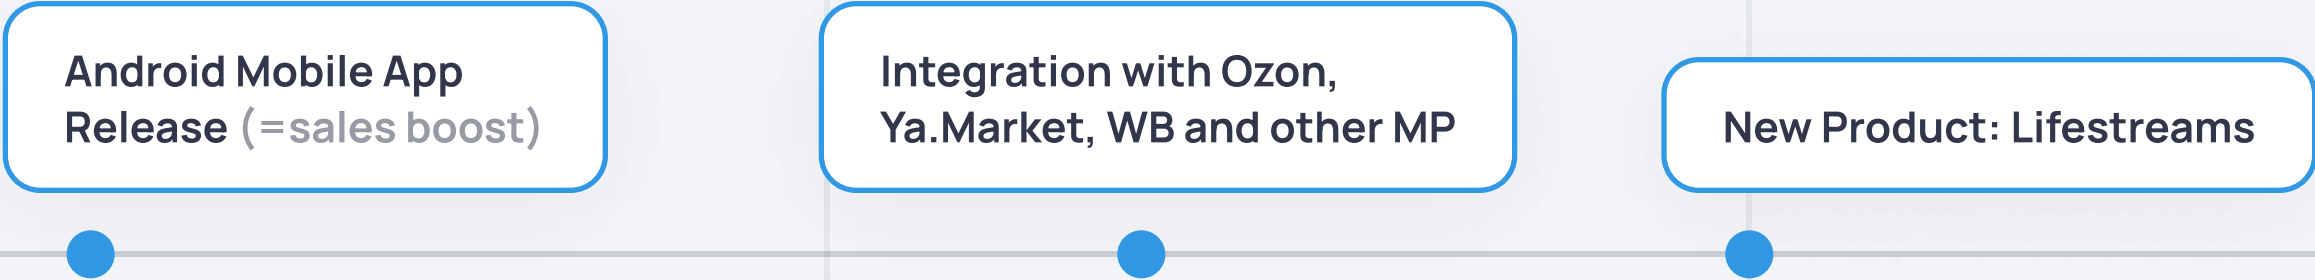 Android Mobile App
Release (=sales boost)
Integration with Ozon,
Ya.Market, WB and other MP
New Product: Lifestreams